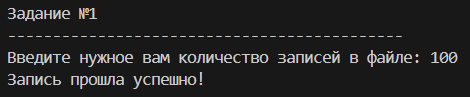 Задание №1
--------------------------------------------
Введите нужное вам количество записей в файле: 100
Запись прошла успешно!